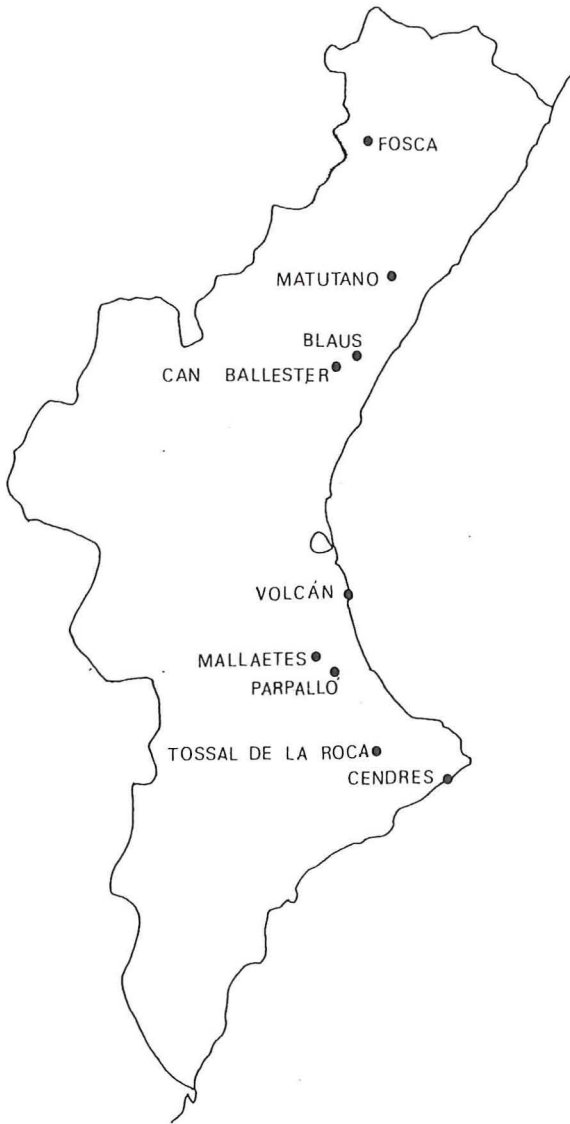 FOSCA
MATUTANO
BLAUS
CAN BALLESTER
VOLCÁN
MALLAETES
PARPALLÓ
TOSSAL DE LA ROCA
CENDRES